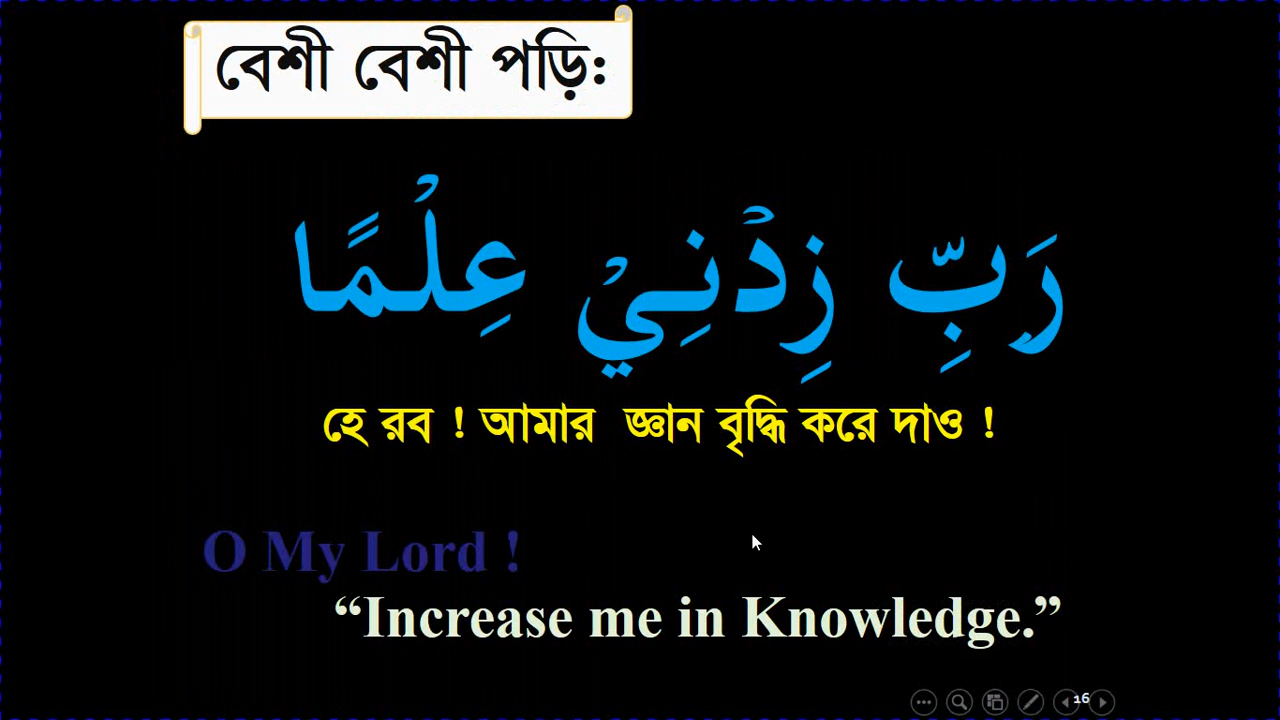 বেশী বেশী পড়ি:
رَبِّ زِدْنِيْ عِلْمًا
হে রব ! আমার জ্ঞান বৃদ্ধি করে দাও !
O My Lord !
“Increase me in Knowledge.”
16